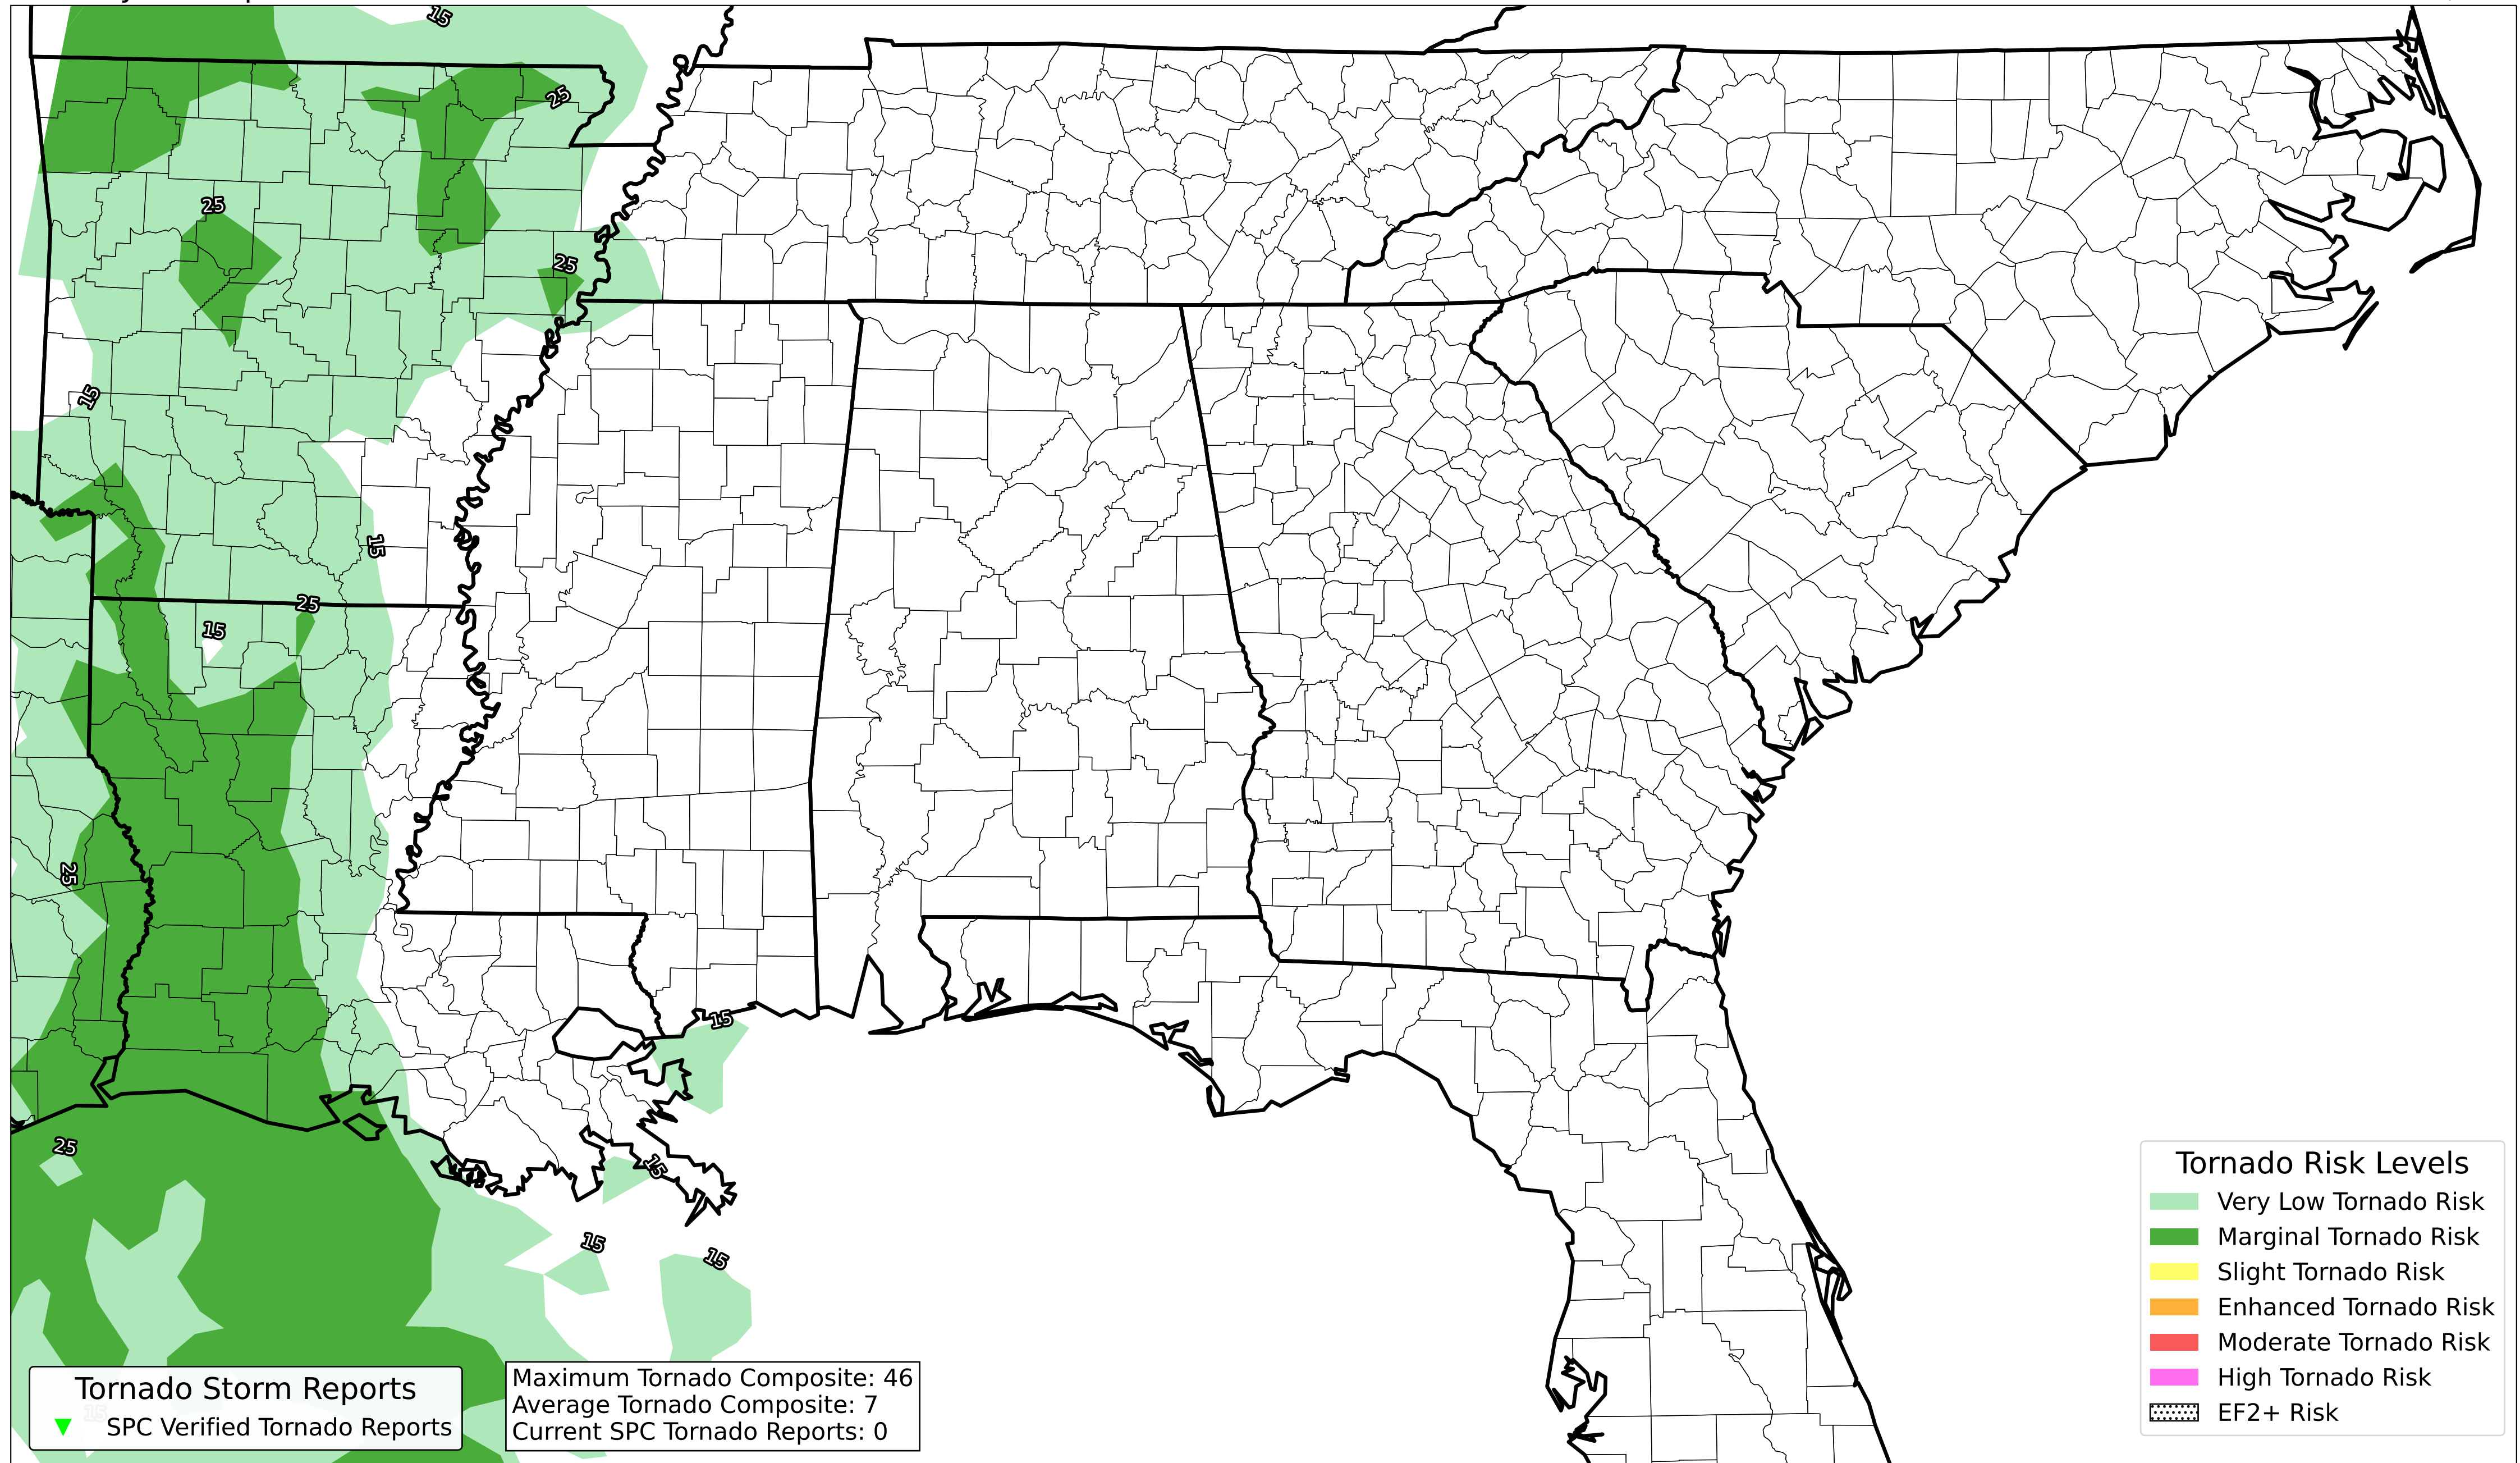 15
25
25
25
15
15
25
15
25
15
25
15
15
15
15
Tornado Risk Levels
Very Low Tornado Risk
Marginal Tornado Risk
Slight Tornado Risk
Enhanced Tornado Risk
Moderate Tornado Risk
High Tornado Risk
EF2+ Risk
Tornado Storm Reports
SPC Verified Tornado Reports
Maximum Tornado Composite: 46
Average Tornado Composite: 7
Current SPC Tornado Reports: 0